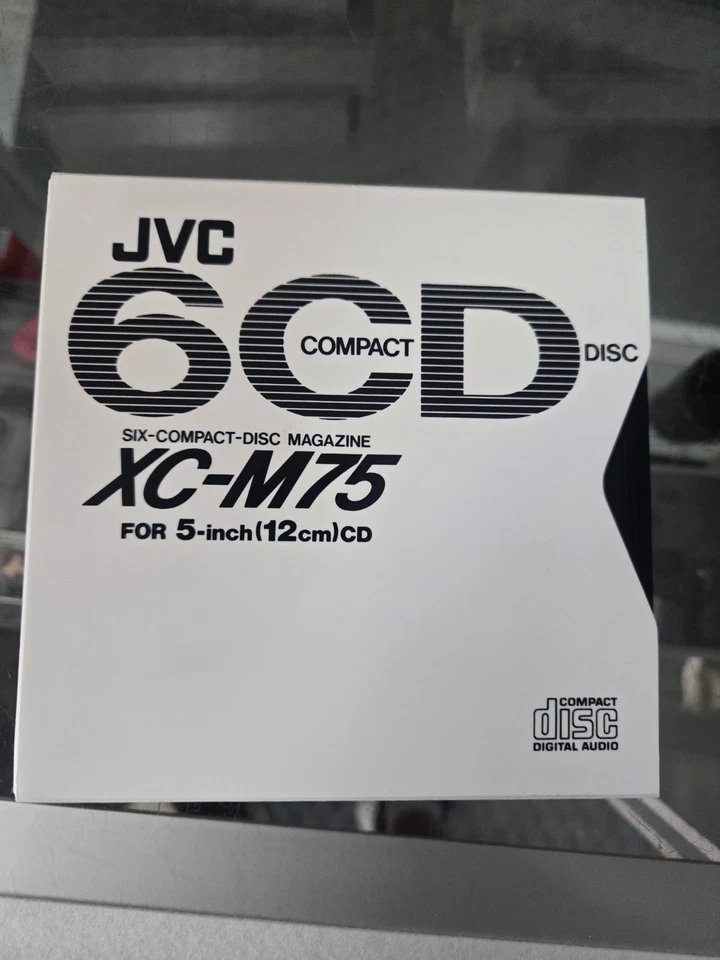 JVC
6CD
COMPACT
DISC
SIX-COMPACT-DISC MAGAZINE
XC-M75
FOR 5-inch(12cm)CD
COMPACT
disc
DIGITAL AUDIO